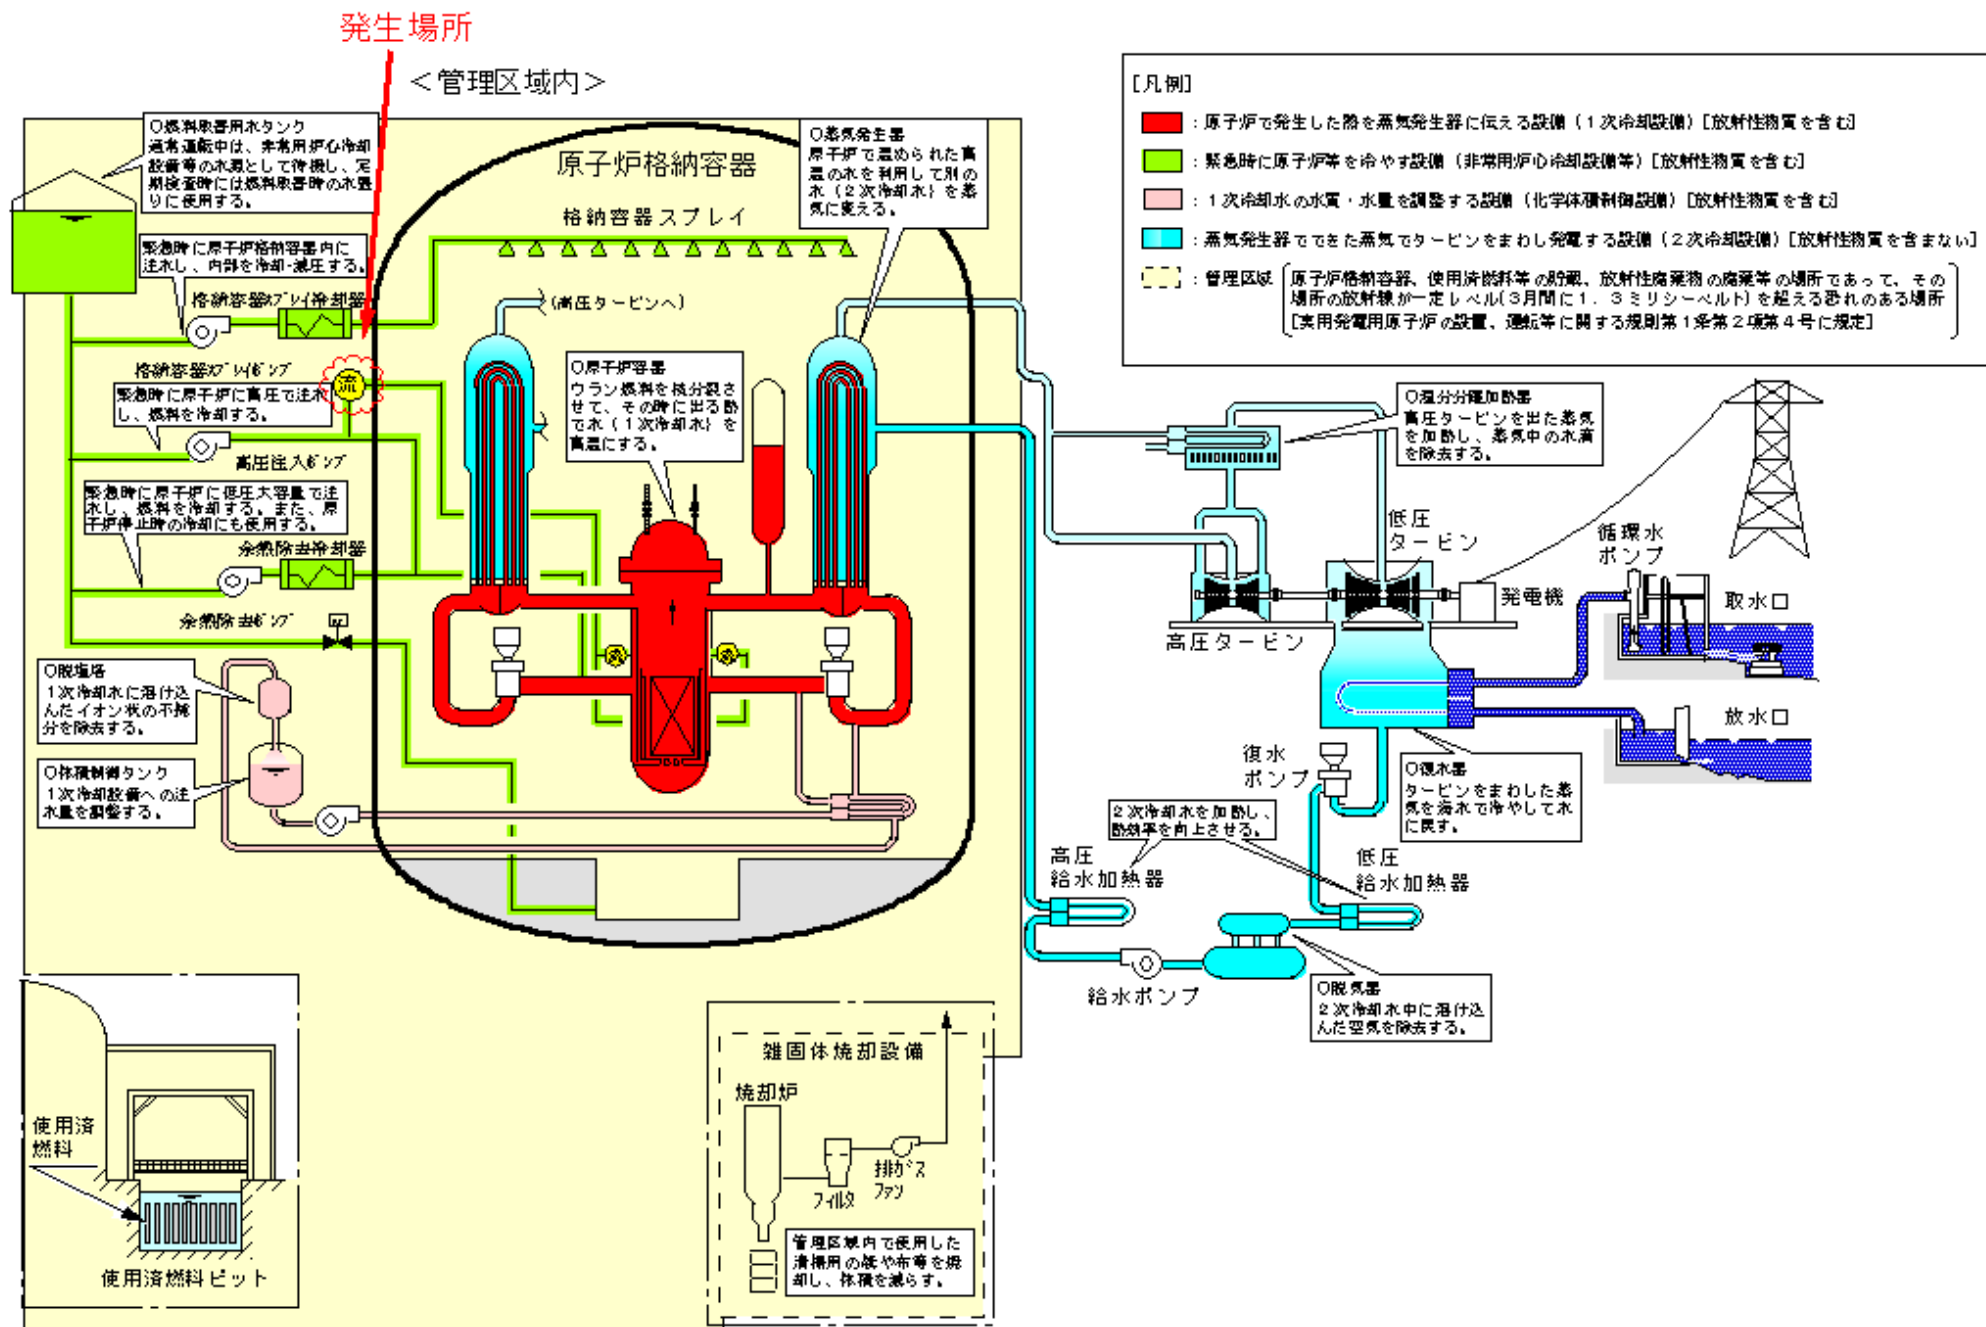 発生場所
＜管理区域内＞
○燃料取替用水タンク
通常運転中は、非常用炉心冷却
設備等の水源として待機し、定
期検査時には燃料取替時の水張
りに使用する。
緊急時に原子炉格納容器内に
注水し、内部を冷却・減圧する。
格納容器ｽﾌﾟﾚｲ冷却器
格納容器ｽﾌﾟﾚｲﾎﾟﾝﾌﾟ
流
緊急時に原子炉に高圧で注水
し、燃料を冷却する。
高圧注入ﾎﾟﾝﾌﾟ
緊急時に原子炉に低圧大容量で注
水し、燃料を冷却する。また、原
子炉停止時の冷却にも使用する。
余熱除去冷却器
余熱除去ﾎﾟﾝﾌﾟ
○脱塩塔
１次冷却水に溶け込
んだイオン状の不純
分を除去する。
○体積制御タンク
１次冷却設備への注
水量を調整する。
原子炉格納容器
格納容器スプレイ
(高圧タービンへ)
○蒸気発生器
原子炉で温められた高
温の水を利用して別の
水（２次冷却水）を蒸
気に変える。
○原子炉容器
ウラン燃料を核分裂さ
せて、その時に出る熱
で水（１次冷却水）を
高温にする。
流
流
[凡例]
：原子炉で発生した熱を蒸気発生器に伝える設備（１次冷却設備）[放射性物質を含む]
：緊急時に原子炉等を冷やす設備（非常用炉心冷却設備等）[放射性物質を含む]
：１次冷却水の水質・水量を調整する設備（化学体積制御設備）[放射性物質を含む]
：蒸気発生器でできた蒸気でタービンをまわし発電する設備（２次冷却設備）[放射性物質を含まない]
：管理区域 原子炉格納容器、使用済燃料等の貯蔵、放射性廃棄物の廃棄等の場所であって、その
場所の放射線が一定レベル(３月間に１．３ミリシーベルト)を超える恐れのある場所
[実用発電用原子炉の設置、運転等に関する規則第１条第２項第４号に規定]
○湿分分離加熱器
高圧タービンを出た蒸気
を加熱し、蒸気中の水滴
を除去する。
低圧
タービン
高圧タービン
発電機
循環水
ポンプ
取水口
放水口
復水
ポンプ
○復水器
タービンをまわした蒸
気を海水で冷やして水
に戻す。
２次冷却水を加熱し、
熱効率を向上させる。
高圧
給水加熱器
低圧
給水加熱器
給水ポンプ
○脱気器
２次冷却水中に溶け込
んだ空気を除去する。
使用済
燃料
使用済燃料ピット
雑固体焼却設備
焼却炉
フィルタ
排ｶﾞｽ
ファン
管理区域内で使用した
清掃用の紙や布等を焼
却し、体積を減らす。